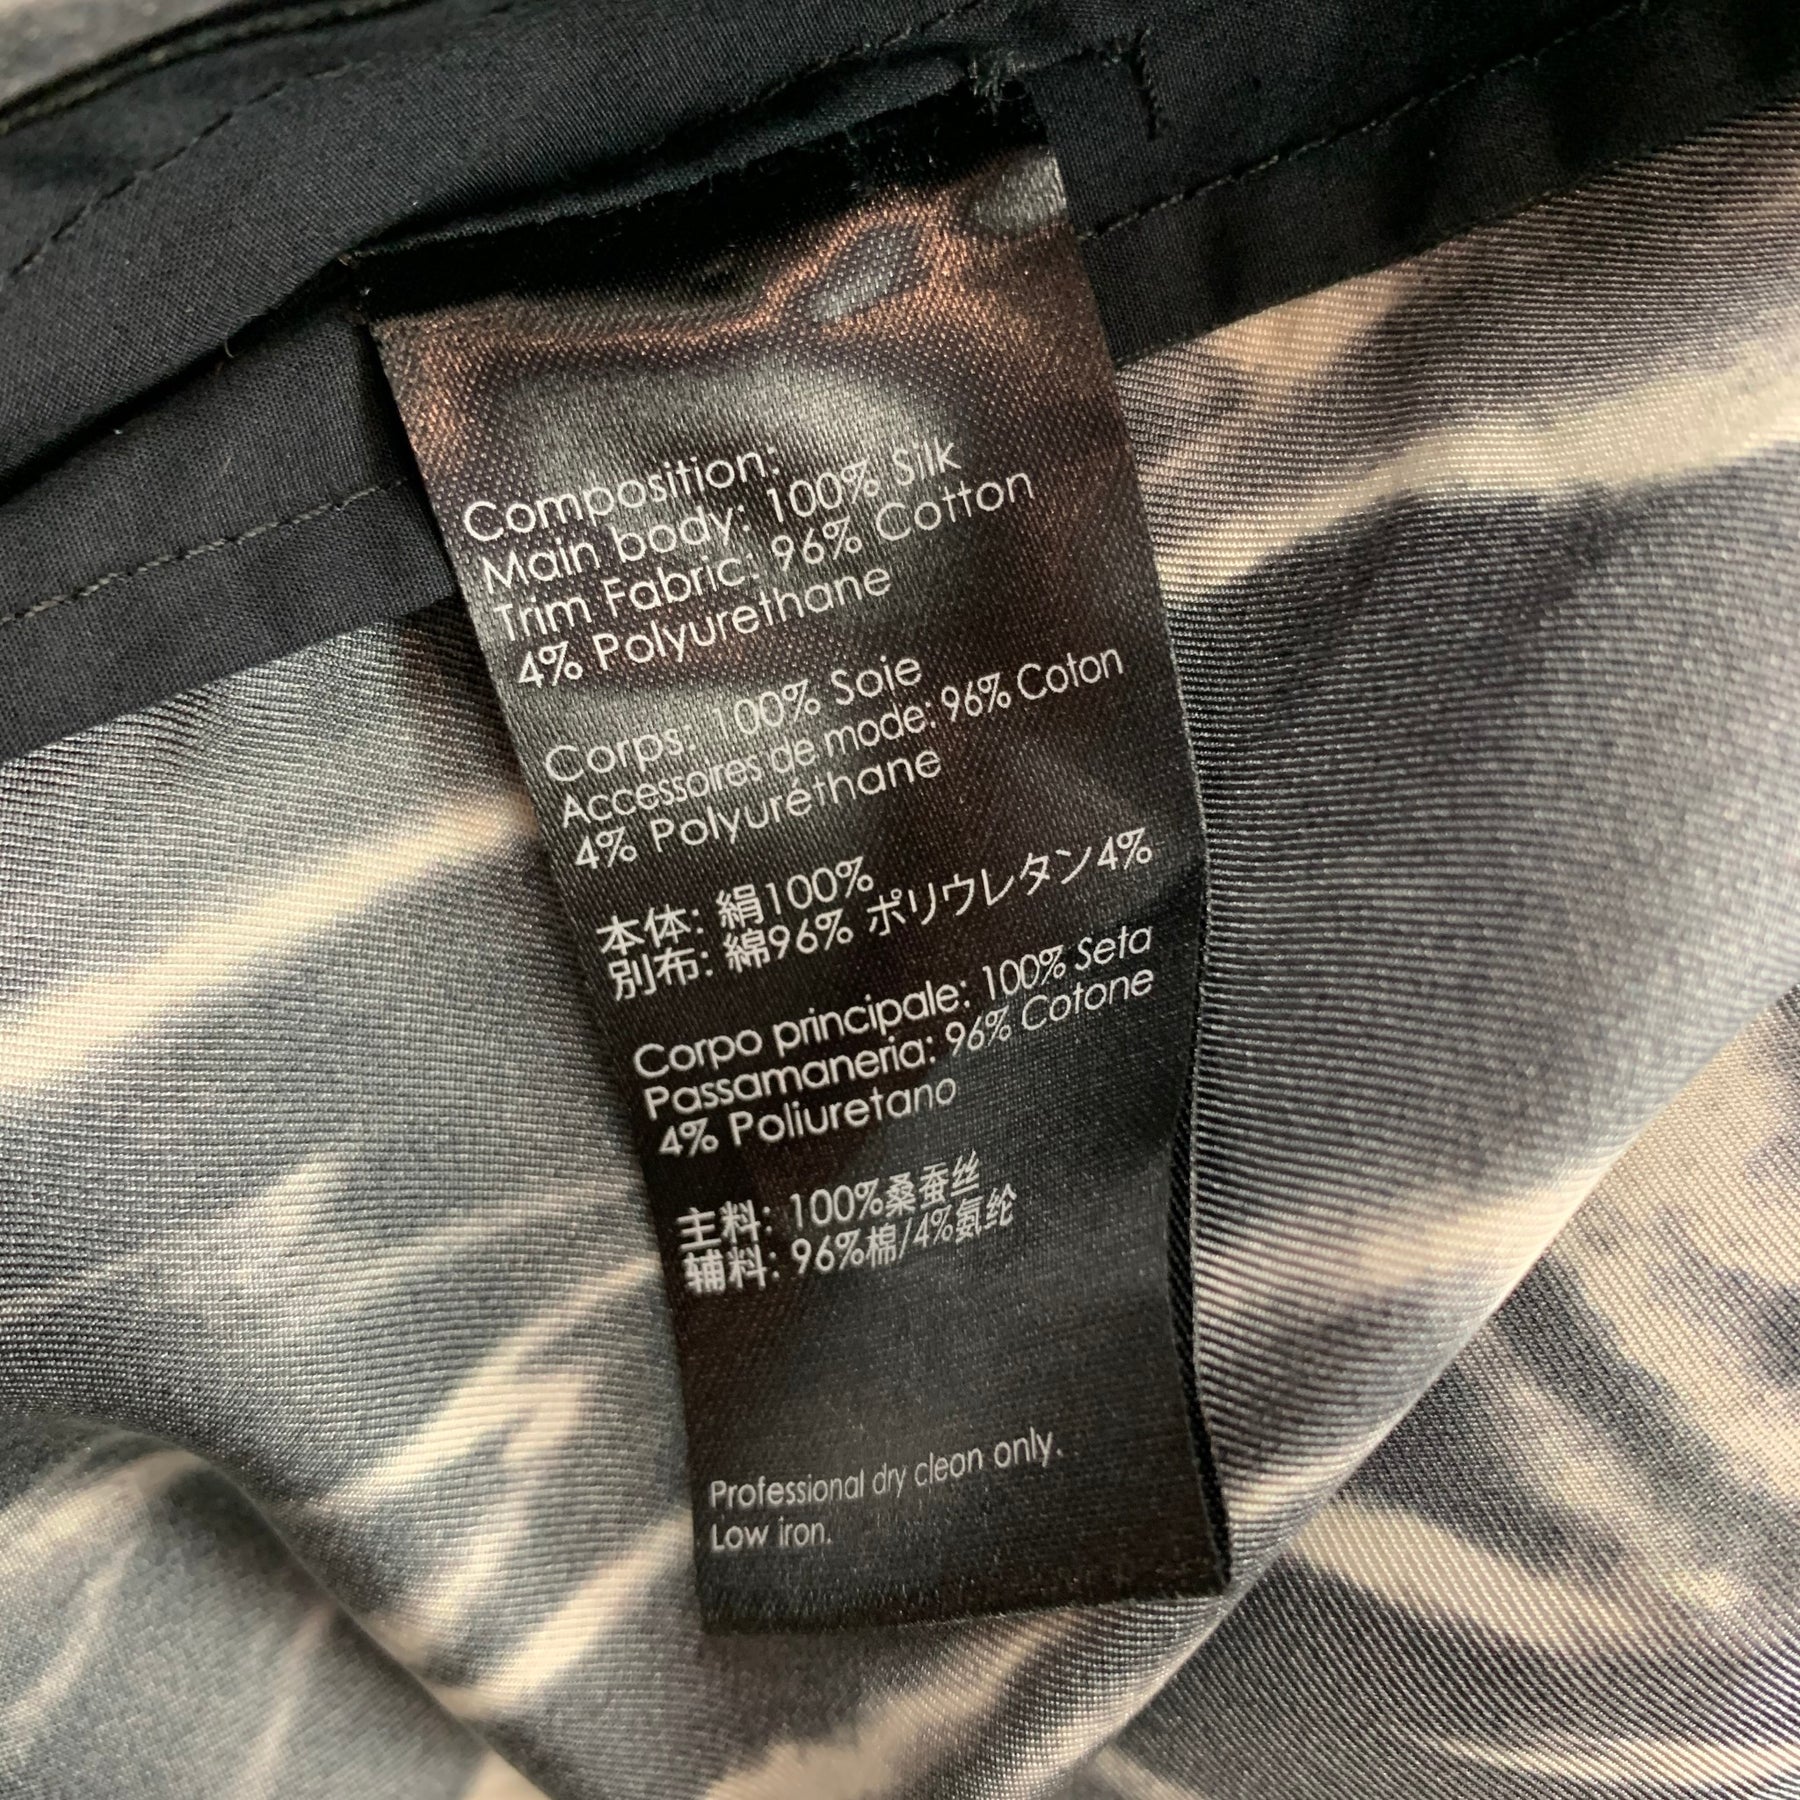 Composition:
Main body: 100% Silk
Trim Fabric: 96% Cotton
4% Polyurethane
Corps: 100% Soie
Accessoires de mode: 96% Coton
4% Polyuréthane
本体: 絹100%
別布: 綿96% ポリウレタン4%
Corpo principale: 100% Seta
Passamaneria: 96% Cotone
4% Poliuretano
主料: 100%桑蚕丝
辅料: 96%棉/4%氨纶
Professional dry clean only.
Low iron.